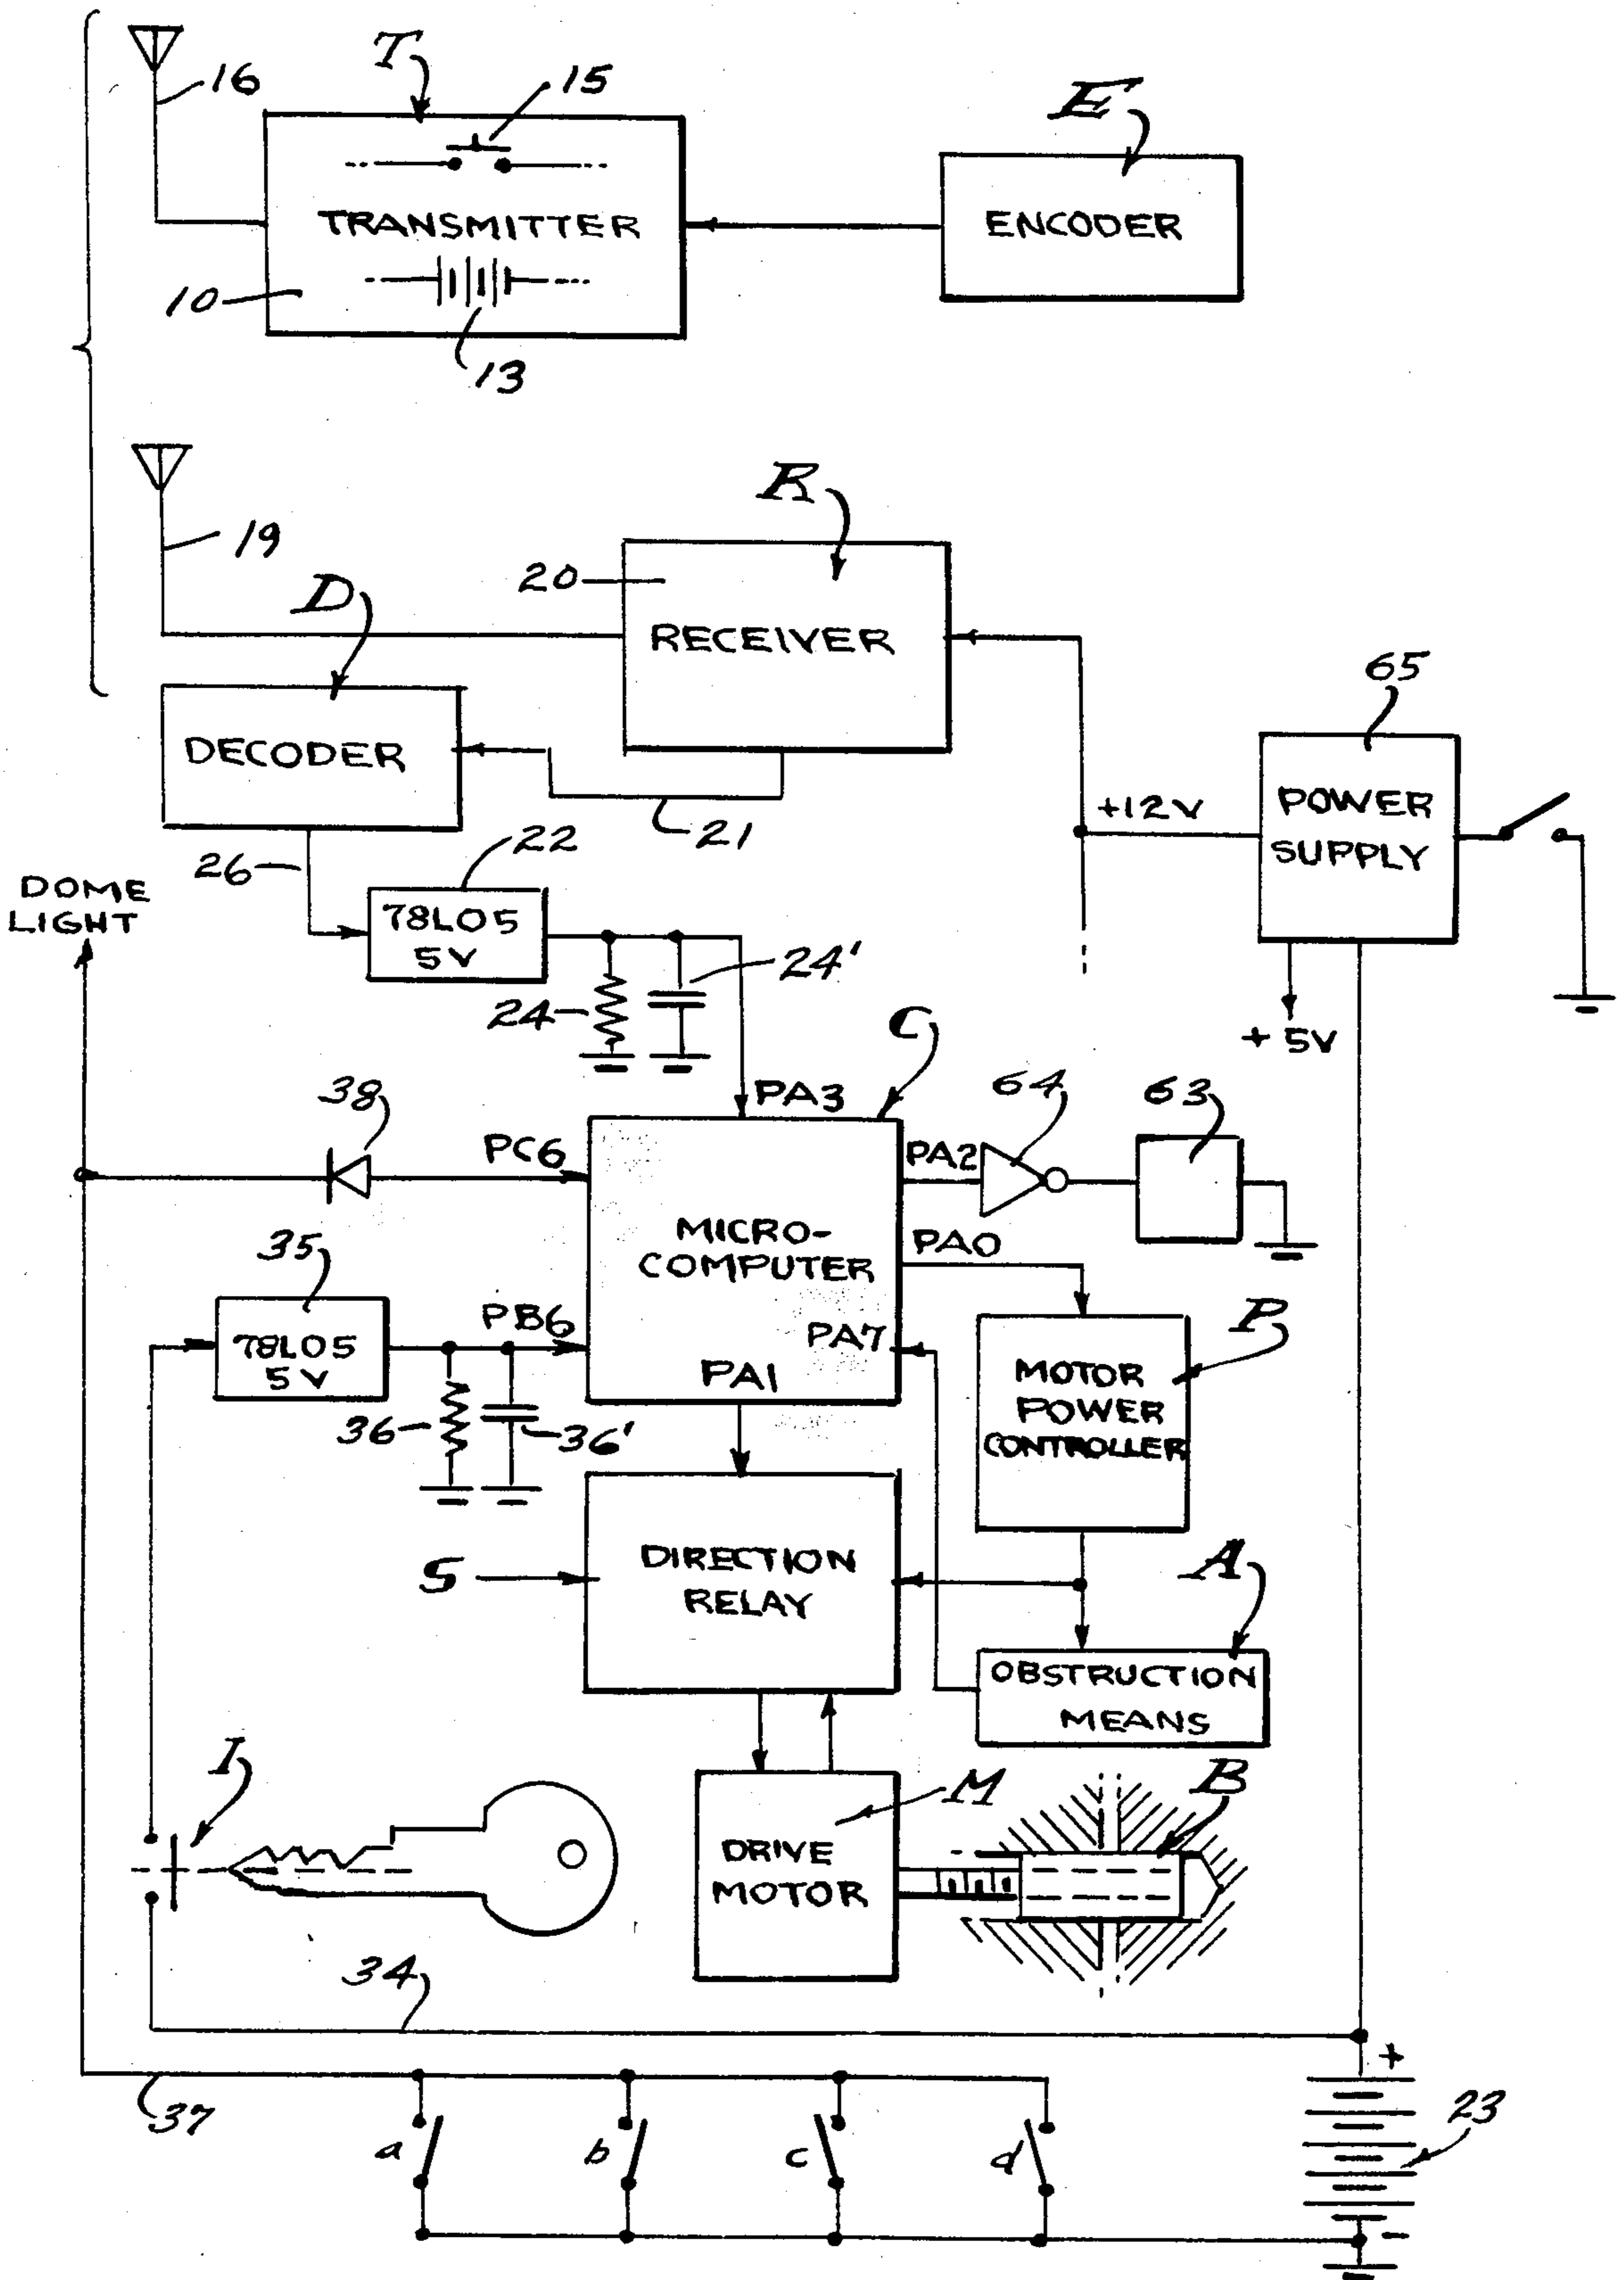 T
16
15
E
TRANSMITTER
ENCODER
10
13
R
19
20
D
RECEIVER
65
DECODER
21
+12V
POWER
SUPPLY
26
22
DOME
LIGHT
78L05
5V
24'
24
+ 5V
C
38
PA3
64
63
PC6
PA2
MICRO-
COMPUTER
PA0
35
PB6
PA7
P
78L05
5V
PA1
MOTOR
POWER
CONTROLLER
36
36'
S
DIRECTION
RELAY
A
OBSTRUCTION
MEANS
I
M
B
DRIVE
MOTOR
34
+
37
23
a
b
c
d
-